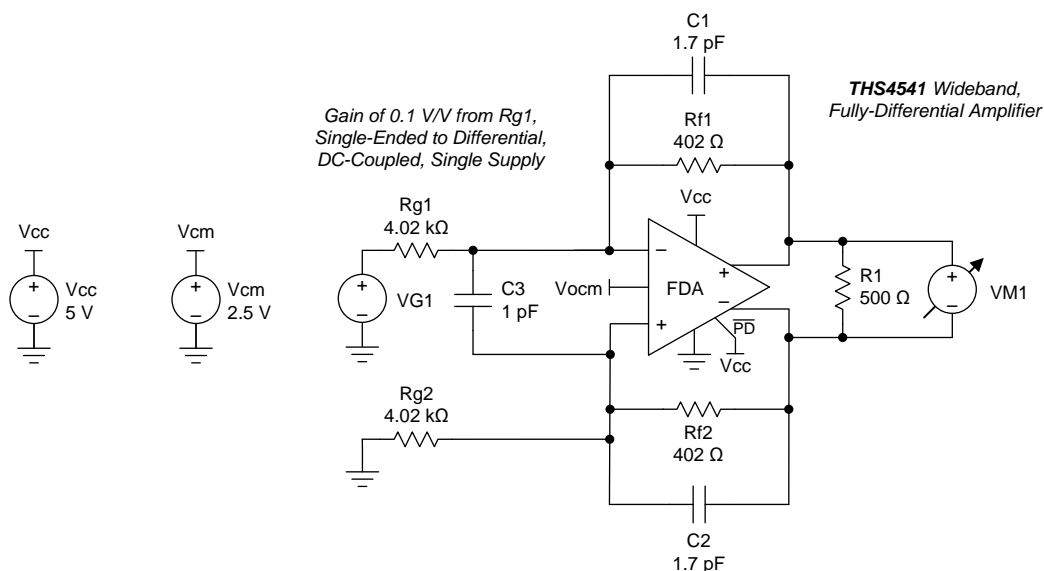 C1
1.7 pF
THS4541 Wideband,
Fully-Differential Amplifier
Gain of 0.1 V/V from Rg1,
Single-Ended to Differential,
DC-Coupled, Single Supply
Rf1
402 Ω
Vcc
Rg1
4.02 kΩ
Vcc
Vcm
Vcc
5 V
Vcm
2.5 V
VG1
C3
1 pF
Vocm
FDA
PD
Vcc
R1
500 Ω
VM1
Rg2
4.02 kΩ
Rf2
402 Ω
C2
1.7 pF